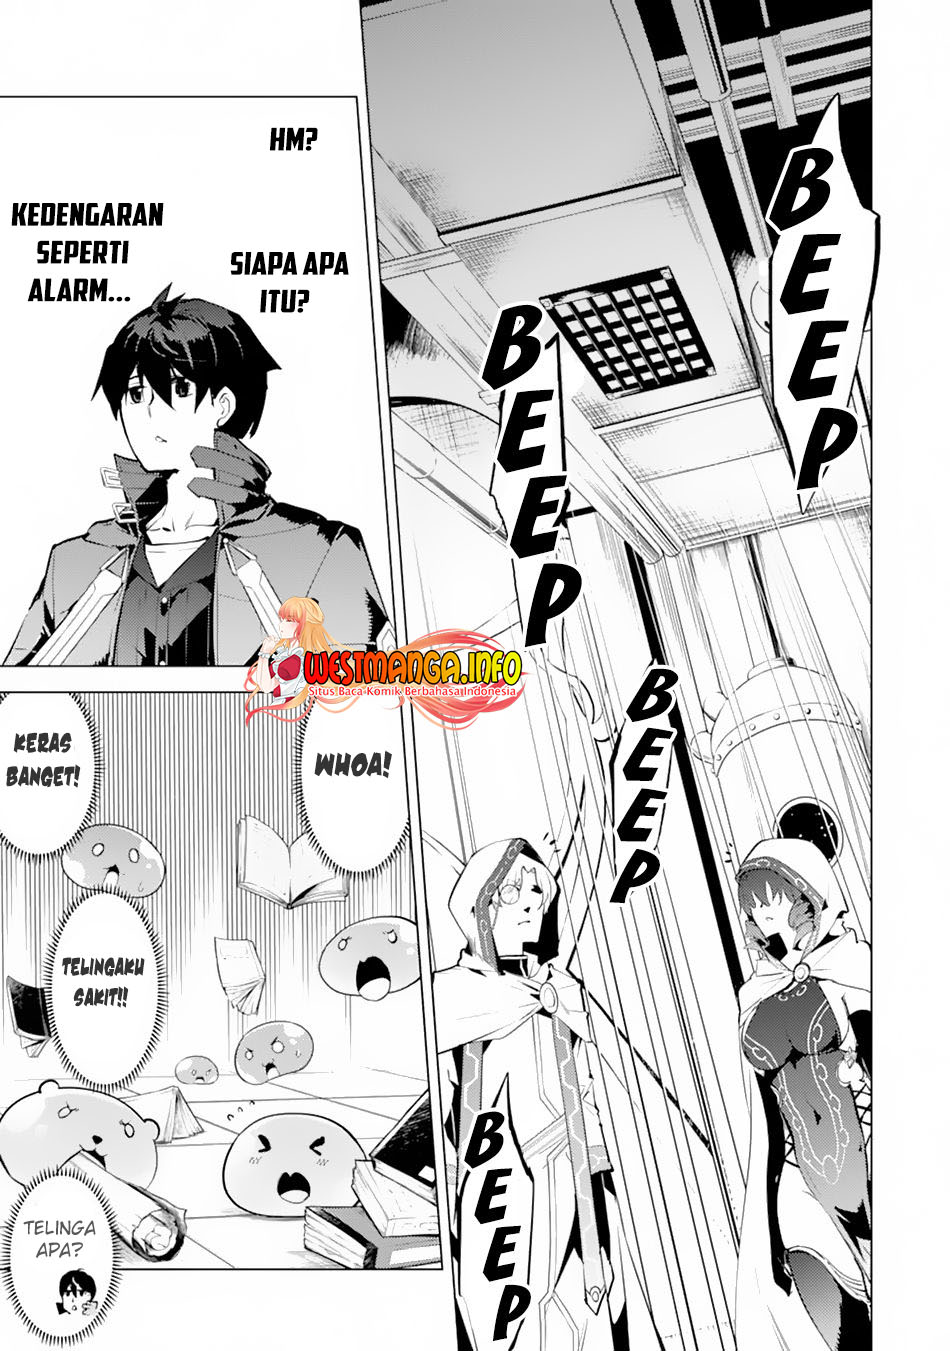 BEEP
BEEP
BEEP
BEEP
HM?
SIAPA APA
ITU?
KEDENGARAN
SEPERTI
ALARM...
WESTMANGA.INFO
Situs Baca Komik Berbahasa Indonesia
WHOA!
KERAS
BANGET!
TELINGAKU
SAKIT!!
TELINGA
APA?